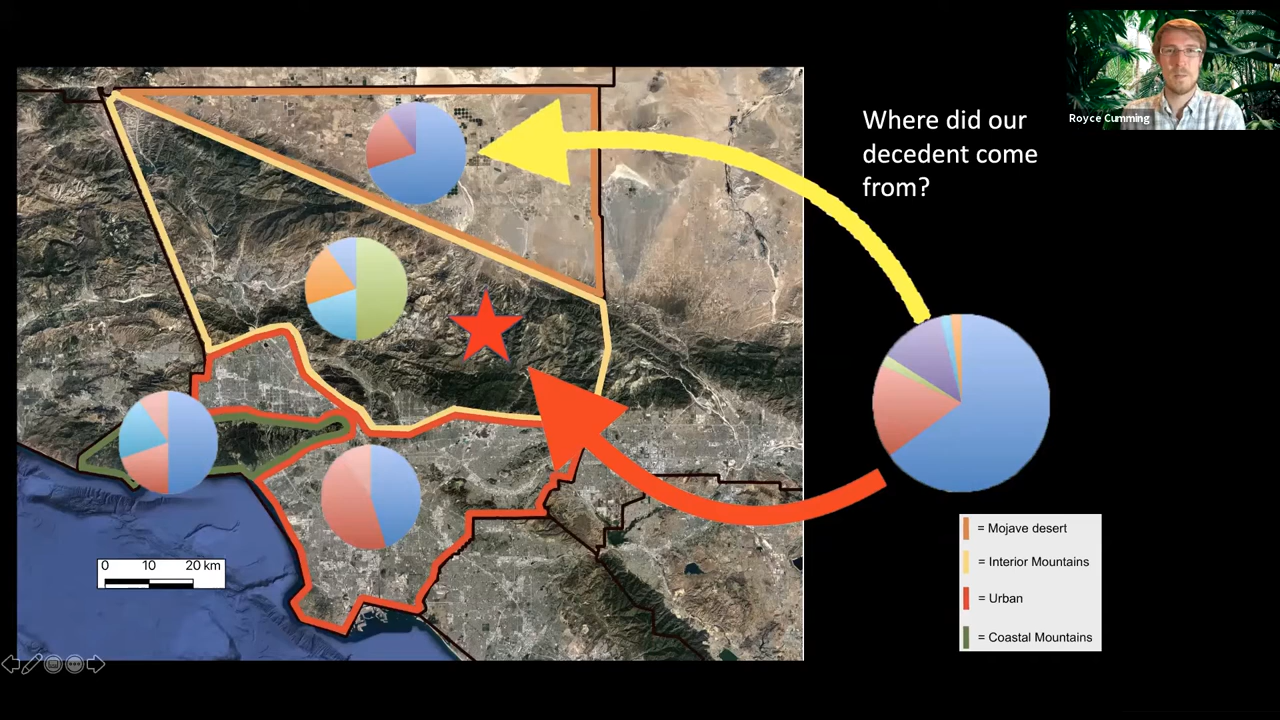 Royce Cumming
Where did our
decedent come
from?
0 10 20 km
= Mojave desert
= Interior Mountains
= Urban
= Coastal Mountains